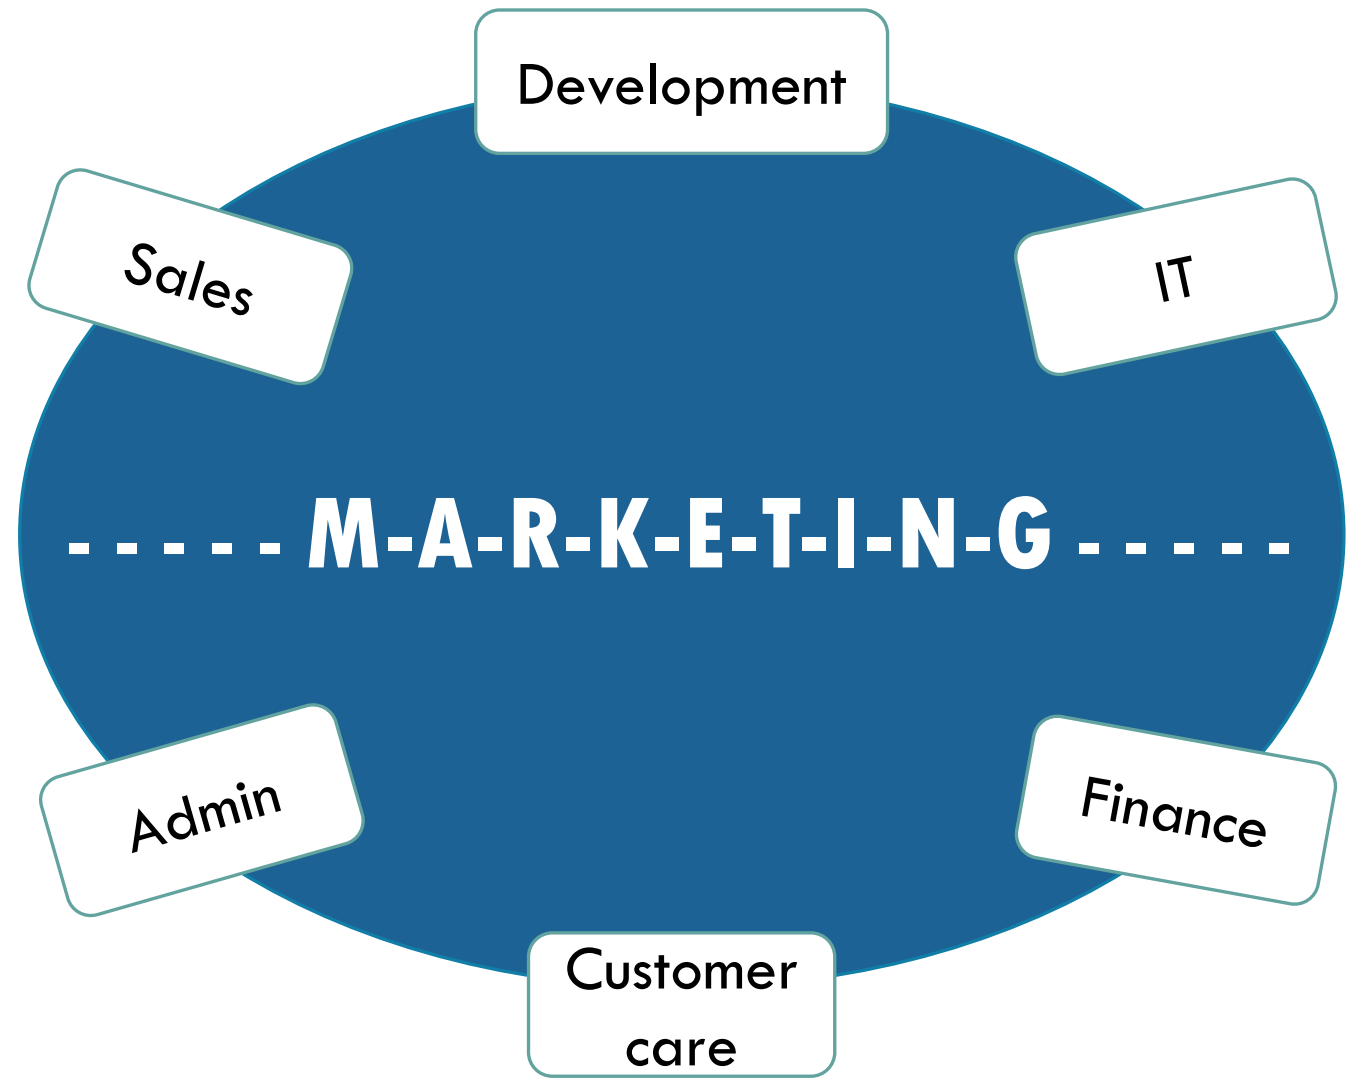 Development
Sales
IT
- - - - - M-A-R-K-E-T-I-N-G - - - - -
Admin
Finance
Customer
care